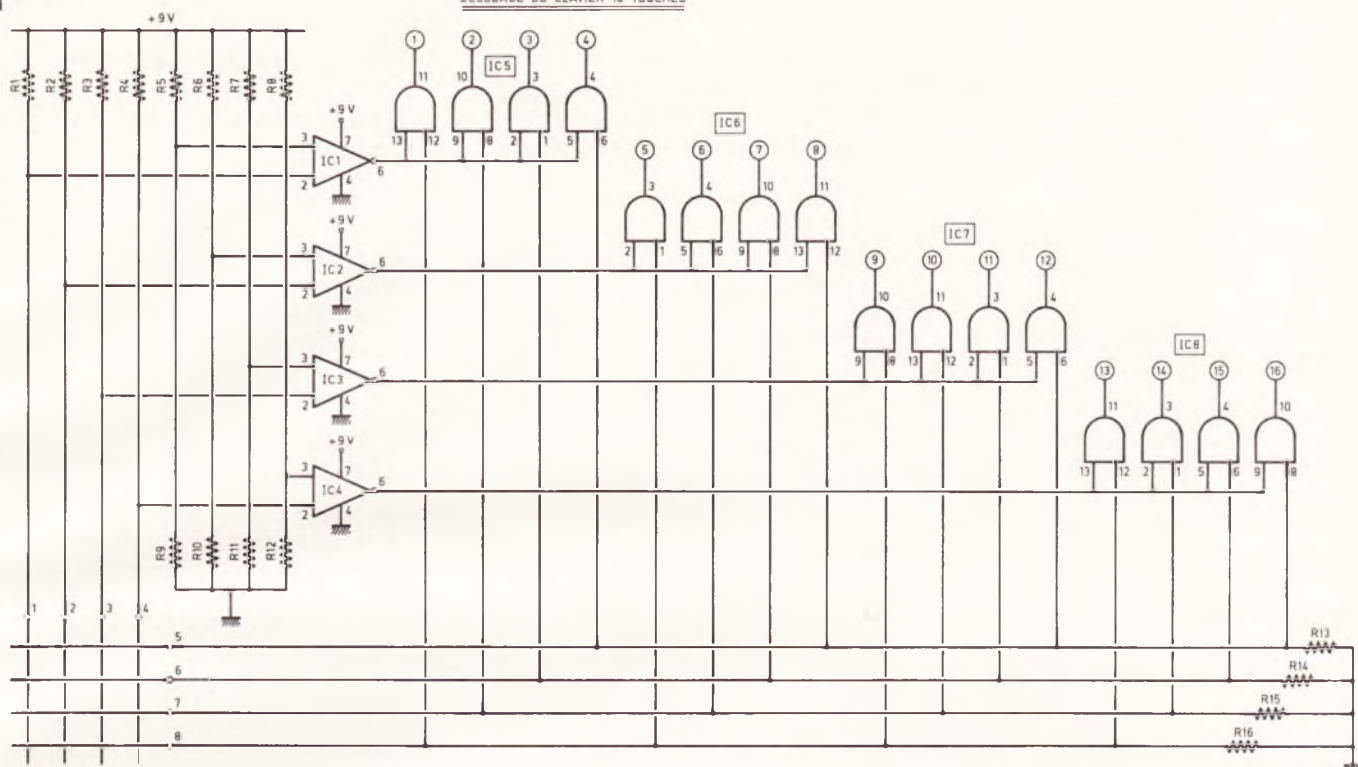 +9V
R1 R2 R3 R4 R5 R6 R7 R8
1 2 3 4
IC5
11 10 3 4
13 12 9 8 2 1 5 6
+9V
3 7
IC1
2 4 6
IC6
5 6 7 8
3 4 10 11
2 1 5 6 9 8 13 12
+9V
3 7
IC2
2 4 6
IC7
9 10 11 12
10 11 3 4
9 8 13 12 2 1 5 6
+9V
3 7
IC3
2 4 6
IC8
13 14 15 16
11 3 4 10
13 12 2 1 5 6 9 8
+9V
3 7
IC4
2 4 6
R9 R10 R11 R12
1 2 3 4
5
R13
6
R14
7
R15
8
R16